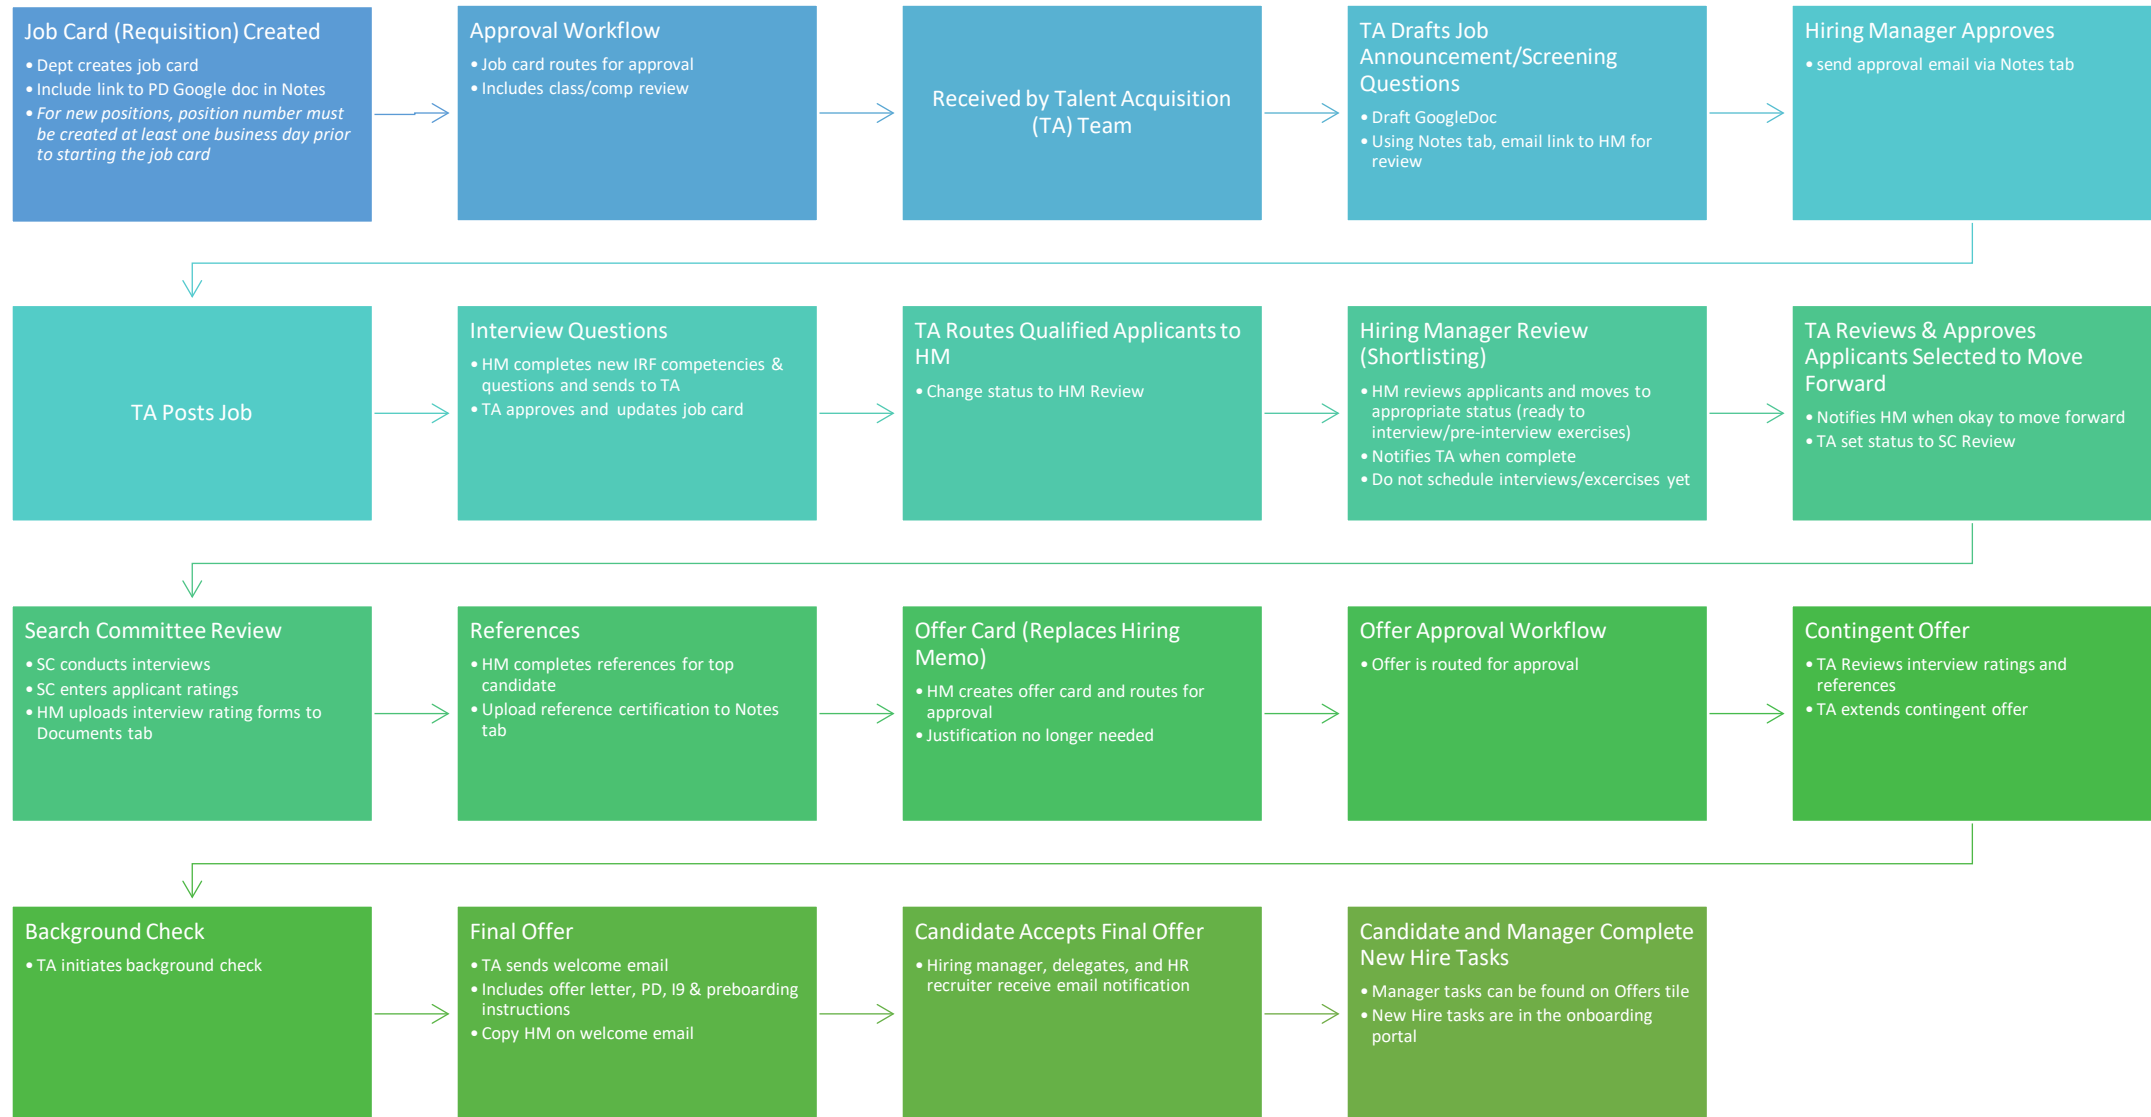 Job Card (Requisition) Created
• Dept creates job card
• Include link to PD Google doc in Notes
• For new positions, position number must
be created at least one business day prior
to starting the job card
Approval Workflow
• Job card routes for approval
• Includes class/comp review
Received by Talent Acquisition
(TA) Team
TA Drafts Job
Announcement/Screening
Questions
• Draft GoogleDoc
• Using Notes tab, email link to HM for
review
Hiring Manager Approves
• send approval email via Notes tab
TA Posts Job
Interview Questions
• HM completes new IRF competencies &
questions and sends to TA
• TA approves and updates job card
TA Routes Qualified Applicants to
HM
• Change status to HM Review
Hiring Manager Review
(Shortlisting)
• HM reviews applicants and moves to
appropriate status (ready to
interview/pre-interview exercises)
• Notifies TA when complete
• Do not schedule interviews/excercises yet
TA Reviews & Approves
Applicants Selected to Move
Forward
• Notifies HM when okay to move forward
• TA set status to SC Review
Search Committee Review
• SC conducts interviews
• SC enters applicant ratings
• HM uploads interview rating forms to
Documents tab
References
• HM completes references for top
candidate
• Upload reference certification to Notes
tab
Offer Card (Replaces Hiring
Memo)
• HM creates offer card and routes for
approval
• Justification no longer needed
Offer Approval Workflow
• Offer is routed for approval
Contingent Offer
• TA Reviews interview ratings and
references
• TA extends contingent offer
Background Check
• TA initiates background check
Final Offer
• TA sends welcome email
• Includes offer letter, PD, I9 & preboarding
instructions
• Copy HM on welcome email
Candidate Accepts Final Offer
• Hiring manager, delegates, and HR
recruiter receive email notification
Candidate and Manager Complete
New Hire Tasks
• Manager tasks can be found on Offers tile
• New Hire tasks are in the onboarding
portal